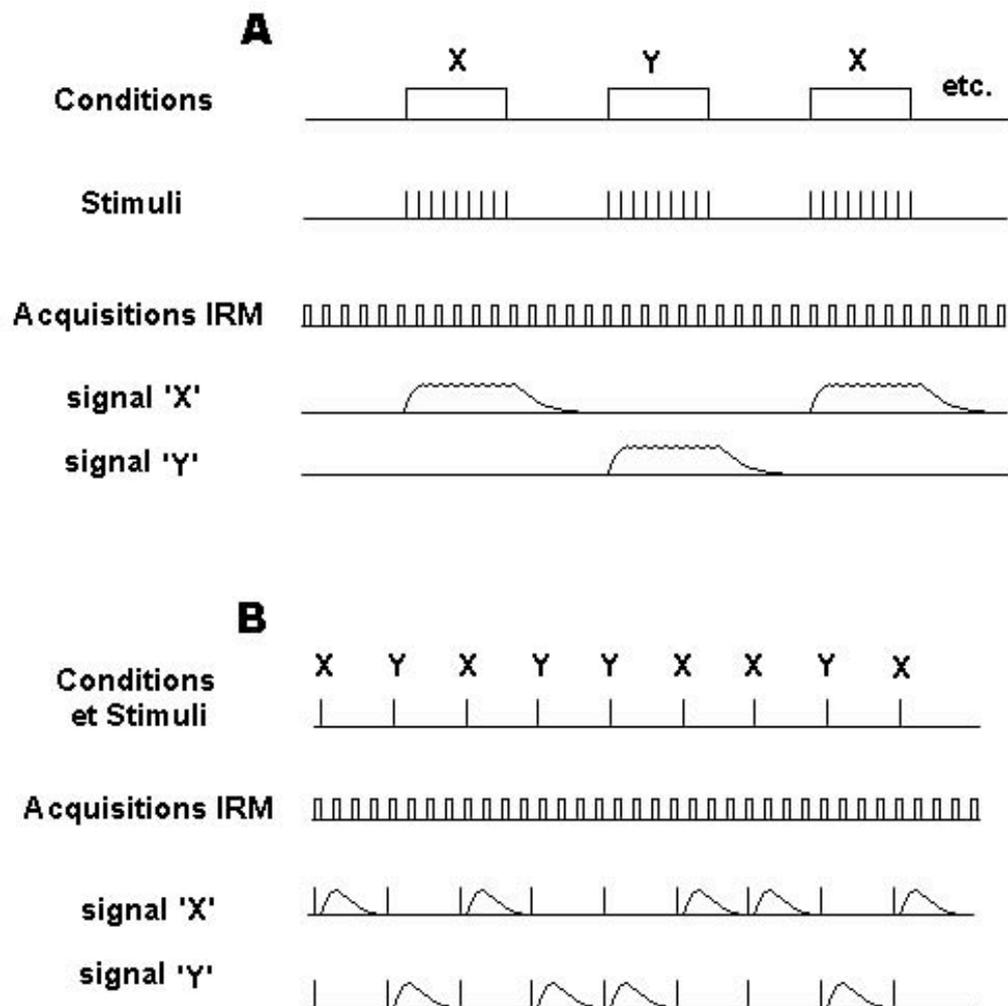 A
X Y X etc.
Conditions
Stimuli
Acquisitions IRM
signal 'X'
signal 'Y'
B
X Y X Y Y X X Y X
Conditions
et Stimuli
Acquisitions IRM
signal 'X'
signal 'Y'